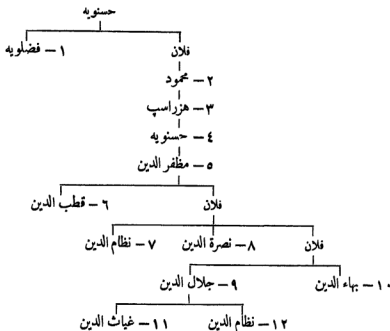 حسنويه
فلان ١ – فضلويه
٢ – محمود
٣ – هزراسپ
٤ – حسنويه
٥ – مظفر الدين
فلان ٦ – قطب الدين
فلان ٨ – نصرة الدين ٧ – نظام الدين
١٠ – بهاء الدين ٩ – جلال الدين
١٢ – نظام الدين ١١ – غياث الدين